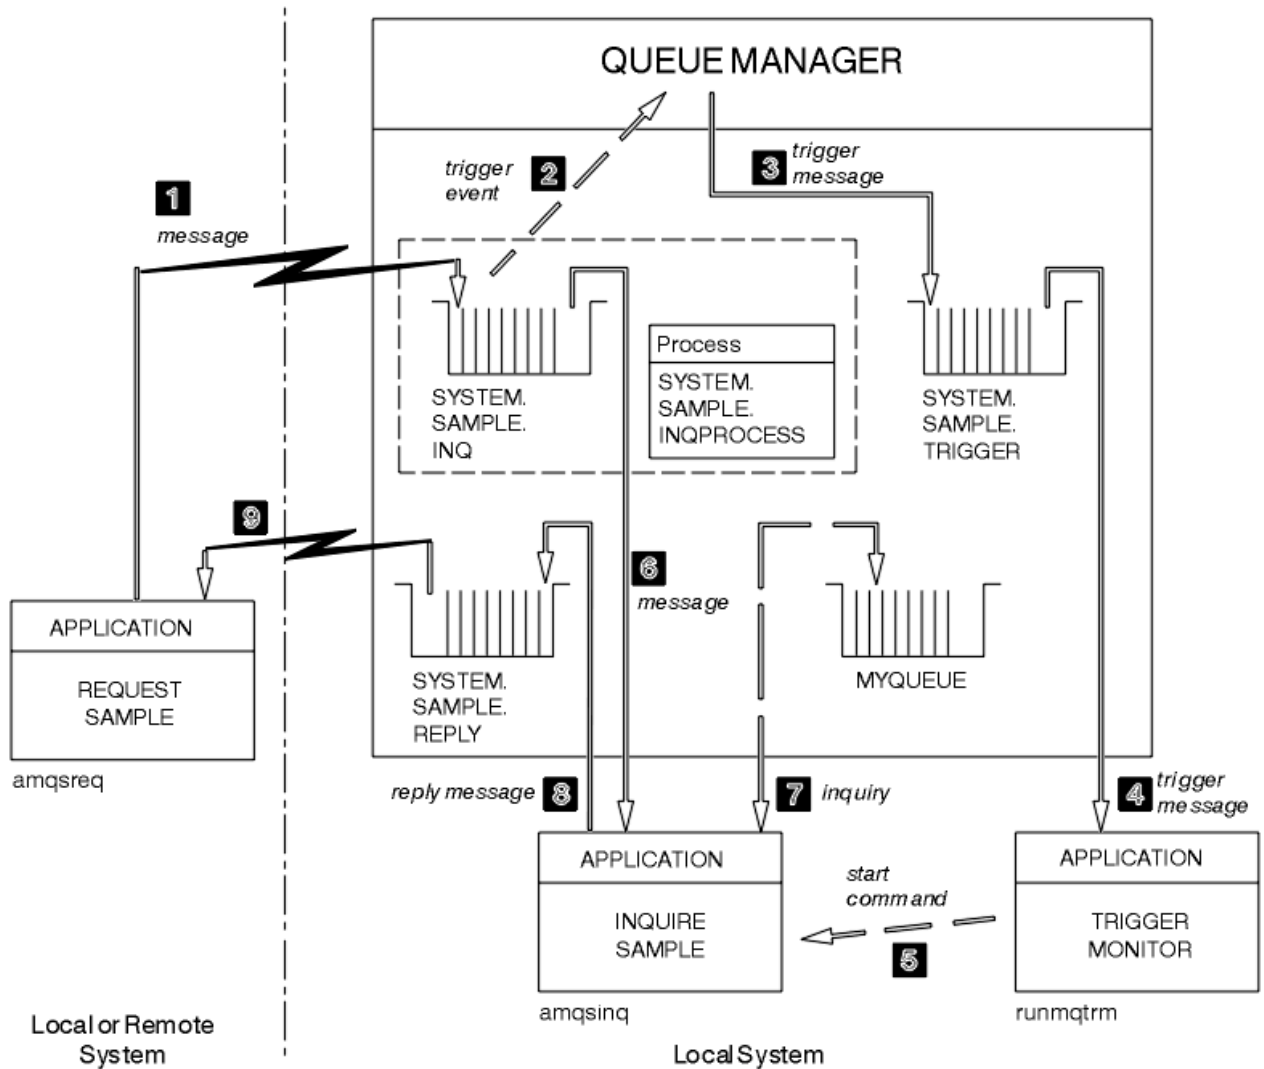 QUEUE MANAGER
1
message
trigger
event
2
3
trigger
message
SYSTEM.
SAMPLE.
INQ
Process
SYSTEM.
SAMPLE.
INQPROCESS
SYSTEM.
SAMPLE.
TRIGGER
9
6
message
APPLICATION
REQUEST
SAMPLE
amqsreq
SYSTEM.
SAMPLE.
REPLY
MYQUEUE
reply message
8
7
inquiry
4
trigger
message
APPLICATION
INQUIRE
SAMPLE
amqsinq
start
command
5
APPLICATION
TRIGGER
MONITOR
runmqtrm
Local or Remote
System
Local System